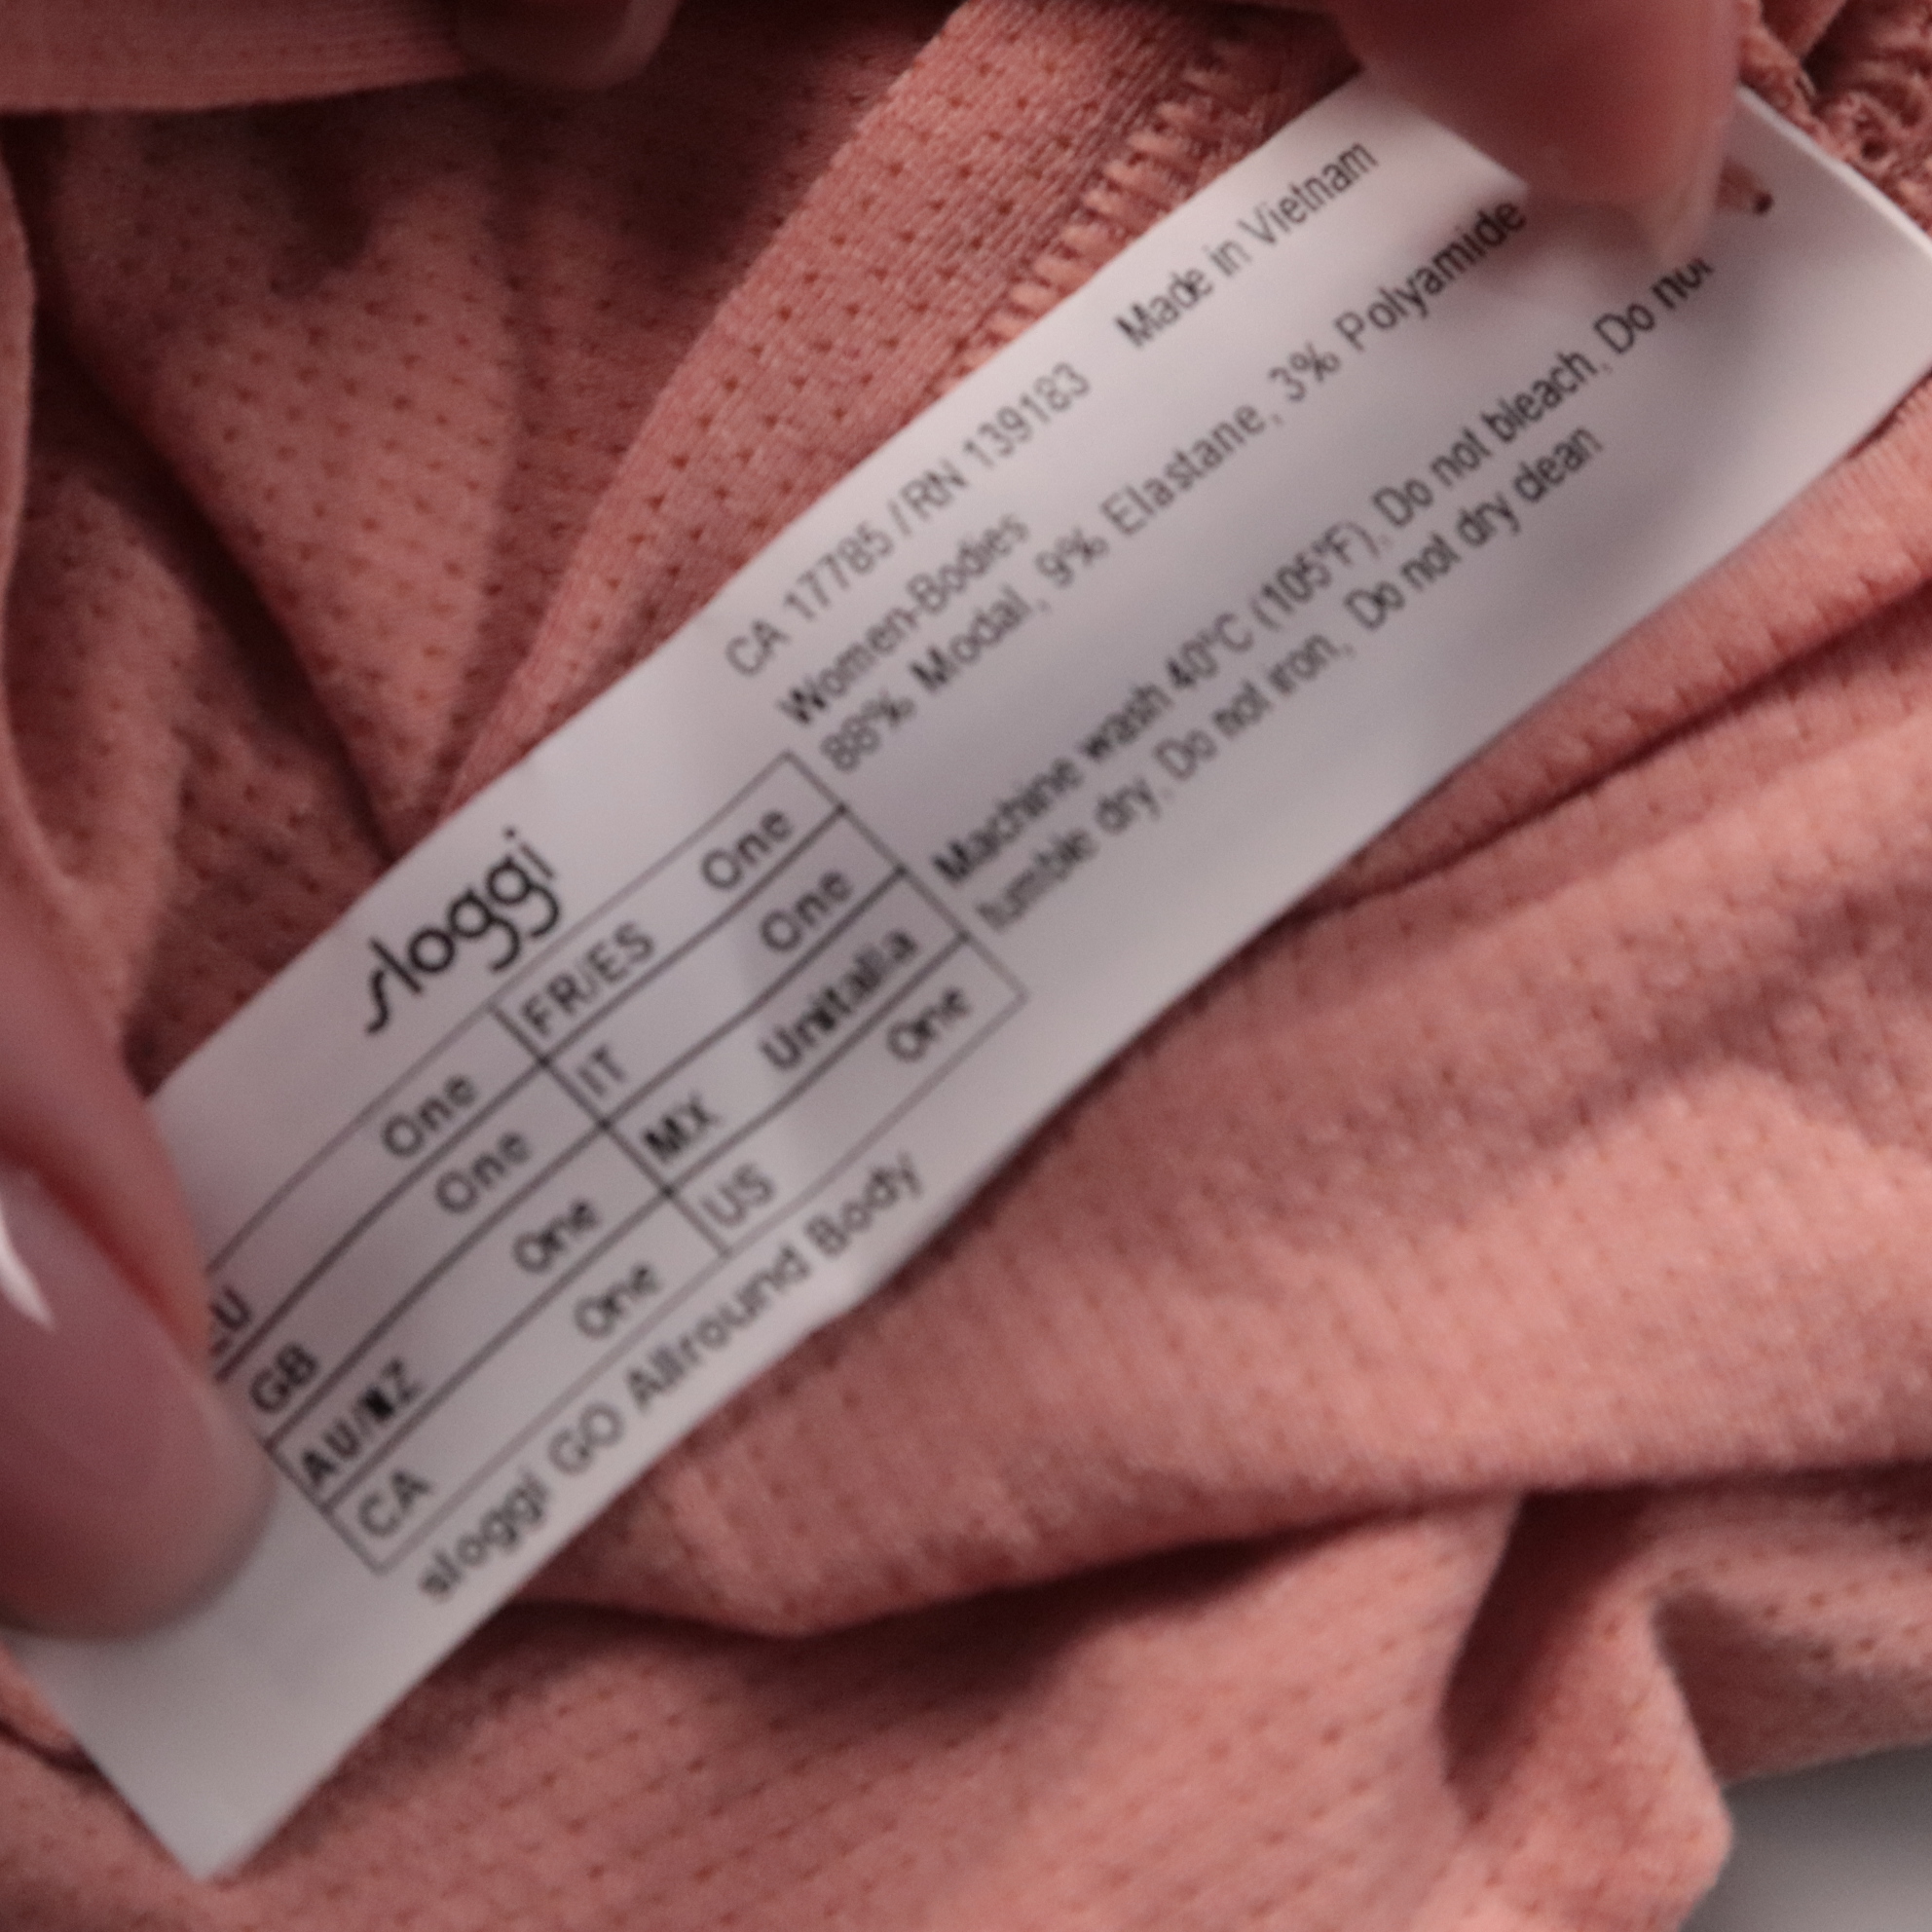 sloggi
EU One FR/ES One
GB One IT One
AU/NZ One MX Unitalla
CA One US One
sloggi GO Allround Body
CA 17785 / RN 139183 Made in Vietnam
Women-Bodies
88% Modal, 9% Elastane, 3% Polyamide
Machine wash 40°C (105°F), Do not bleach, Do not
tumble dry, Do not iron, Do not dry clean